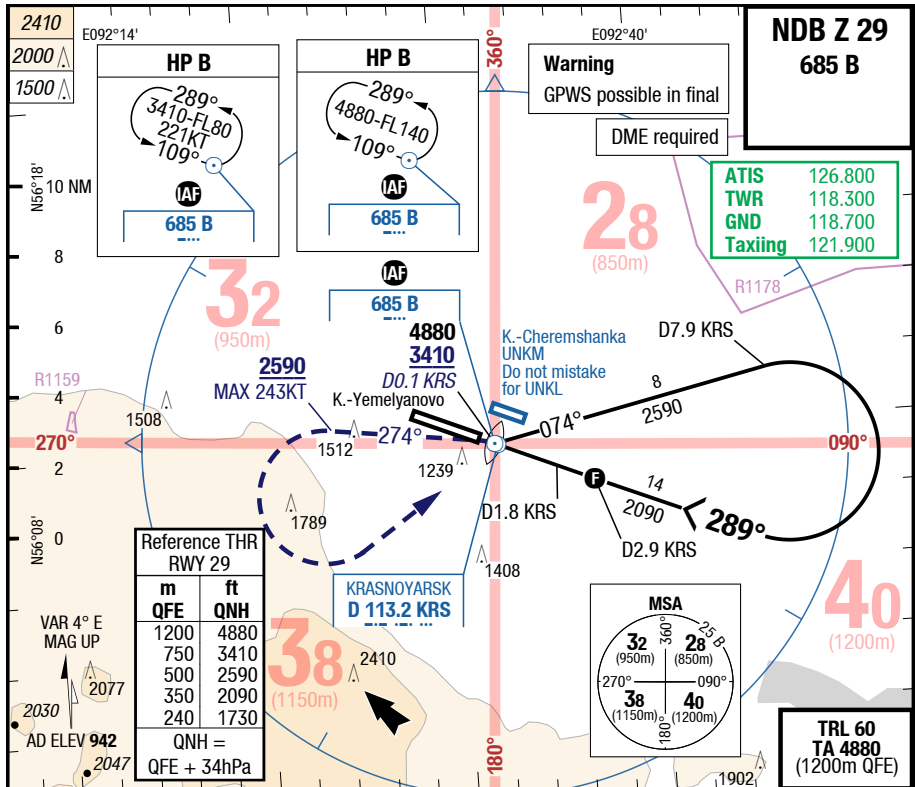 2410
2000
1500
E092°14'
E092°40'
NDB Z 29
685 B
HP B
289°
3410-FL80
221KT
109°
IAF
685 B
HP B
289°
4880-FL140
109°
IAF
685 B
360°
Warning
GPWS possible in final
DME required
ATIS 126.800
TWR 118.300
GND 118.700
Taxiing 121.900
N56°18'
10 NM
8
6
4
2
0
N56°08'
32
(950m)
28
(850m)
R1178
R1159
IAF
685 B
4880
3410
D0.1 KRS
K.-Cheremshanka
UNKM
Do not mistake
for UNKL
D7.9 KRS
2590
MAX 243KT
K.-Yemelyanovo
8
2590
074°
274°
1508
1512
1239
1789
1408
270°
090°
14
2090
289°
F
D1.8 KRS
D2.9 KRS
Reference THR
RWY 29
m ft
QFE QNH
1200 4880
750 3410
500 2590
350 2090
240 1730
QNH =
QFE + 34hPa
KRASNOYARSK
D 113.2 KRS
38
(1150m)
2410
40
(1200m)
MSA
25 B
360°
32
(950m)
28
(850m)
270°
090°
38
(1150m)
40
(1200m)
180°
VAR 4° E
MAG UP
2077
2030
AD ELEV 942
2047
180°
1902
TRL 60
TA 4880
(1200m QFE)